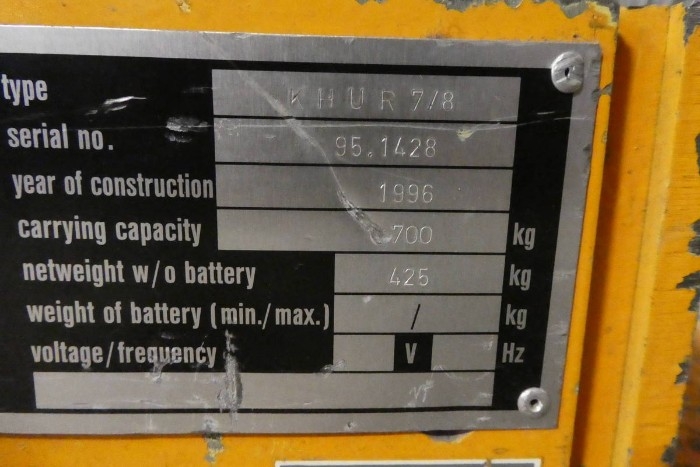 type KHUR 7/8
serial no. 95.1428
year of construction 1996
carrying capacity 700 kg
netweight w/o battery 425 kg
weight of battery (min./max.) / kg
voltage/frequency V Hz